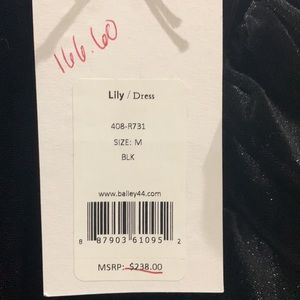 166.60
Lily / Dress
408-R731
SIZE: M
BLK
www.bailey44.com
8 87903 61095 2
MSRP: $238.00